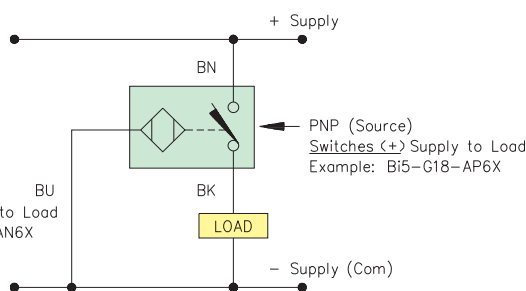 + Supply
BN
PNP (Source)
Switches (+) Supply to Load
Example: Bi5-G18-AP6X
BU
to Load
AN6X
BK
LOAD
- Supply (Com)